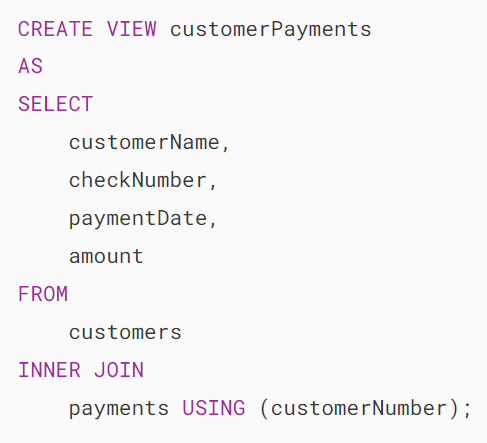 CREATE VIEW customerPayments
AS
SELECT
    customerName,
    checkNumber,
    paymentDate,
    amount
FROM
    customers
INNER JOIN
    payments USING (customerNumber);